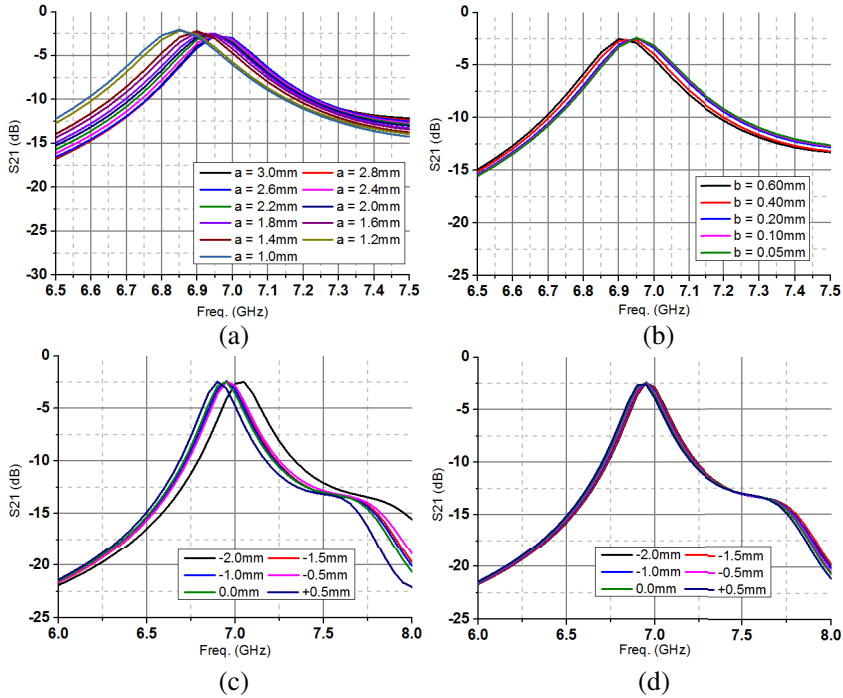 0
-5
-10
-15
-20
-25
-30
S21 (dB)
a = 3.0mm a = 2.8mm
a = 2.6mm a = 2.4mm
a = 2.2mm a = 2.0mm
a = 1.8mm a = 1.6mm
a = 1.4mm a = 1.2mm
a = 1.0mm
6.5 6.6 6.7 6.8 6.9 7.0 7.1 7.2 7.3 7.4 7.5
Freq. (GHz)
(a)
0
-5
-10
-15
-20
-25
S21 (dB)
b = 0.60mm
b = 0.40mm
b = 0.20mm
b = 0.10mm
b = 0.05mm
6.5 6.6 6.7 6.8 6.9 7.0 7.1 7.2 7.3 7.4 7.5
Freq. (GHz)
(b)
0
-5
-10
-15
-20
-25
S21 (dB)
-2.0mm -1.5mm
-1.0mm -0.5mm
0.0mm +0.5mm
6.0 6.5 7.0 7.5 8.0
Freq. (GHz)
(c)
0
-5
-10
-15
-20
-25
S21 (dB)
-2.0mm -1.5mm
-1.0mm -0.5mm
0.0mm +0.5mm
6.0 6.5 7.0 7.5 8.0
Freq. (GHz)
(d)